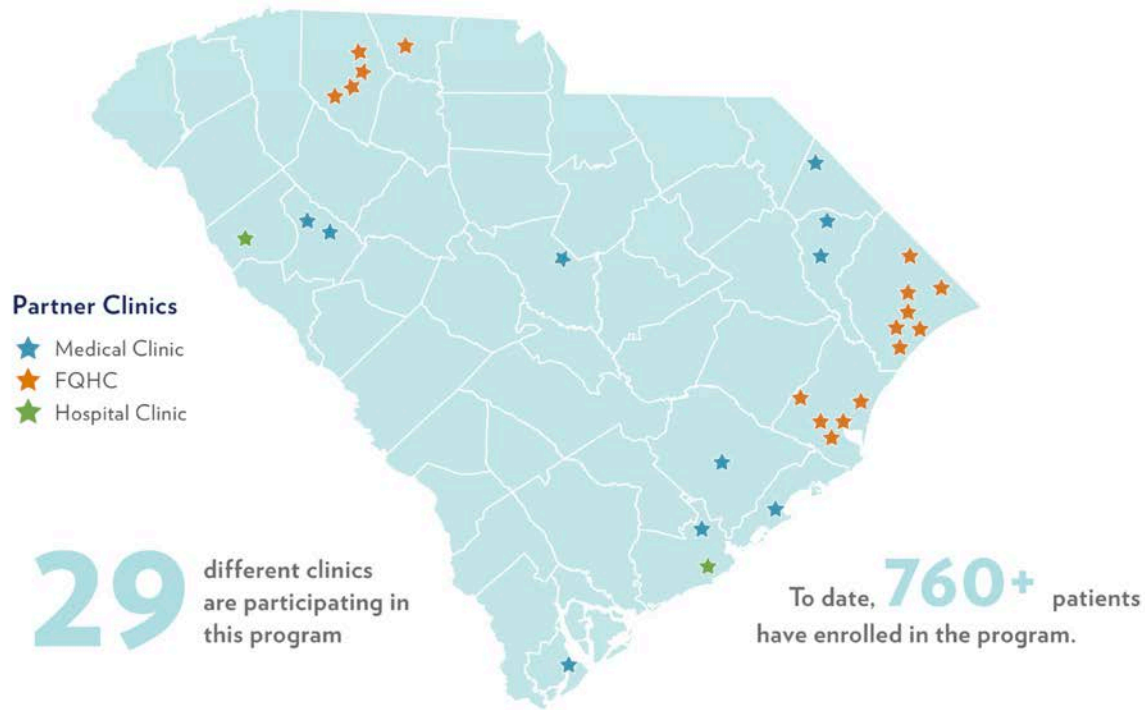 Partner Clinics
Medical Clinic
FQHC
Hospital Clinic
29
different clinics
are participating in
this program
To date, 760+ patients
have enrolled in the program.